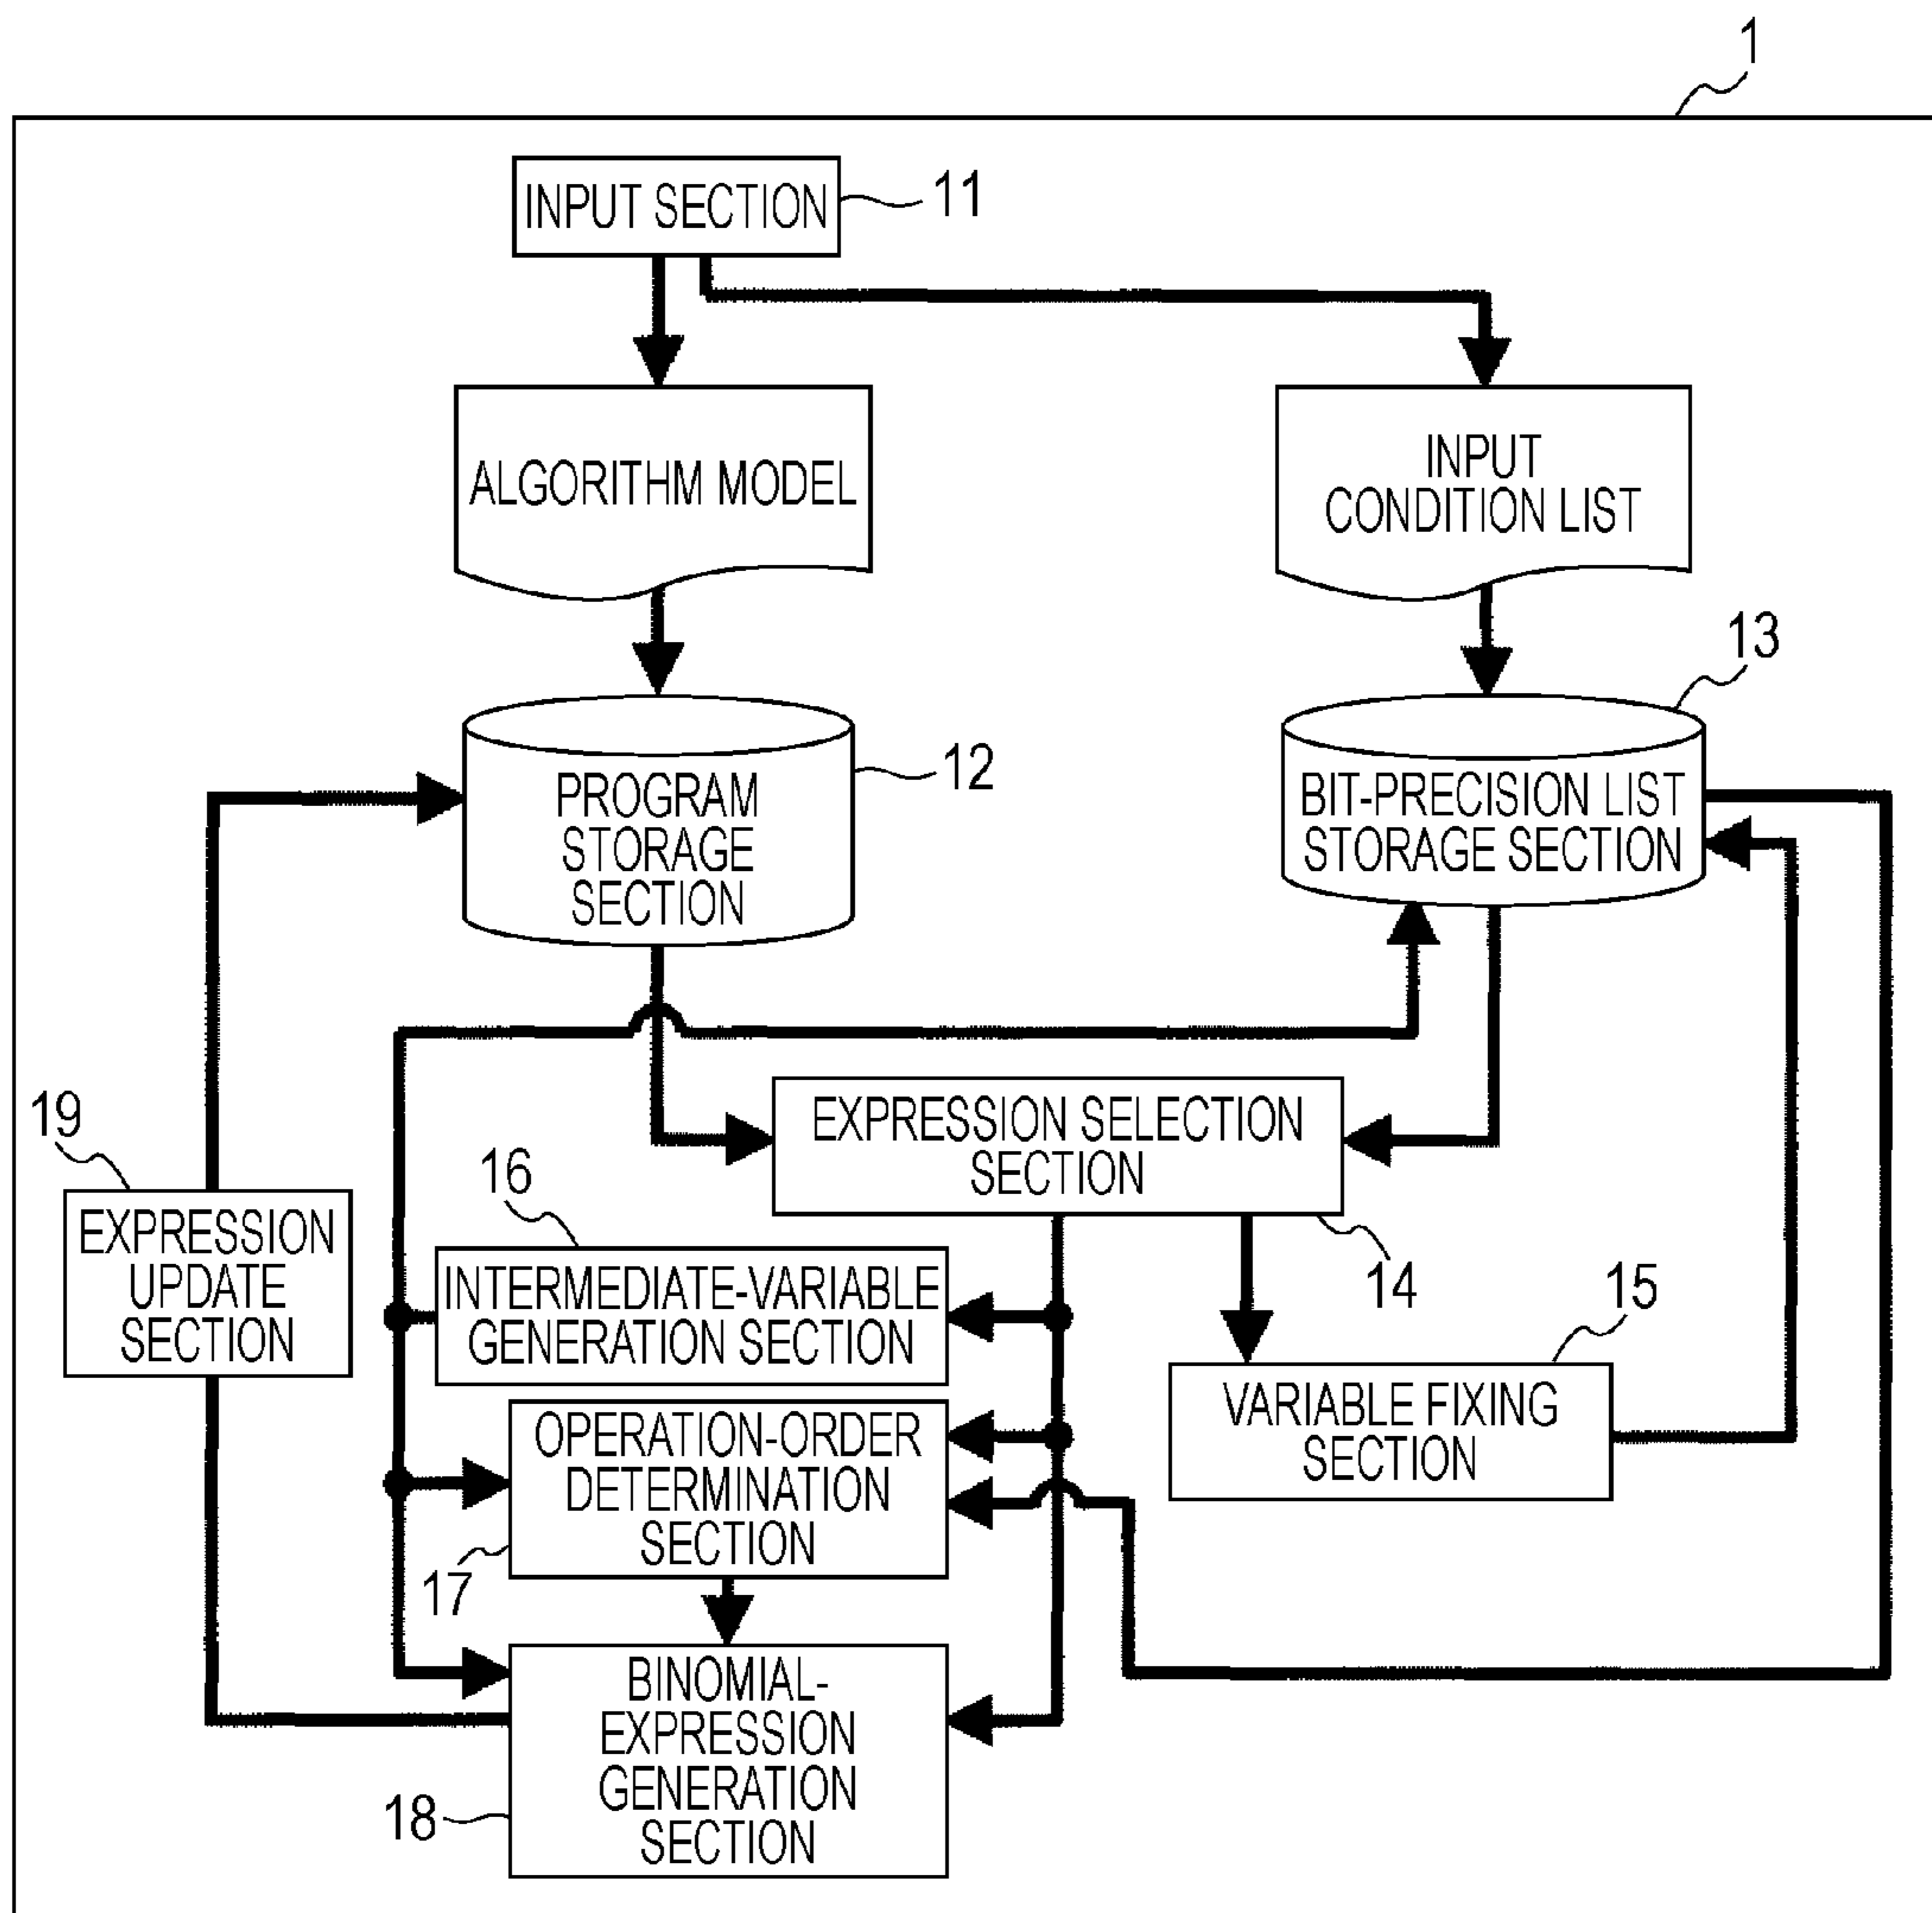 1
INPUT SECTION
11
ALGORITHM MODEL
INPUT
CONDITION LIST
13
12
PROGRAM
STORAGE
SECTION
BIT-PRECISION LIST
STORAGE SECTION
19
EXPRESSION SELECTION
SECTION
16
EXPRESSION
UPDATE
SECTION
INTERMEDIATE-VARIABLE
GENERATION SECTION
14
15
VARIABLE FIXING
SECTION
OPERATION-ORDER
DETERMINATION
SECTION
17
BINOMIAL-
EXPRESSION
GENERATION
SECTION
18